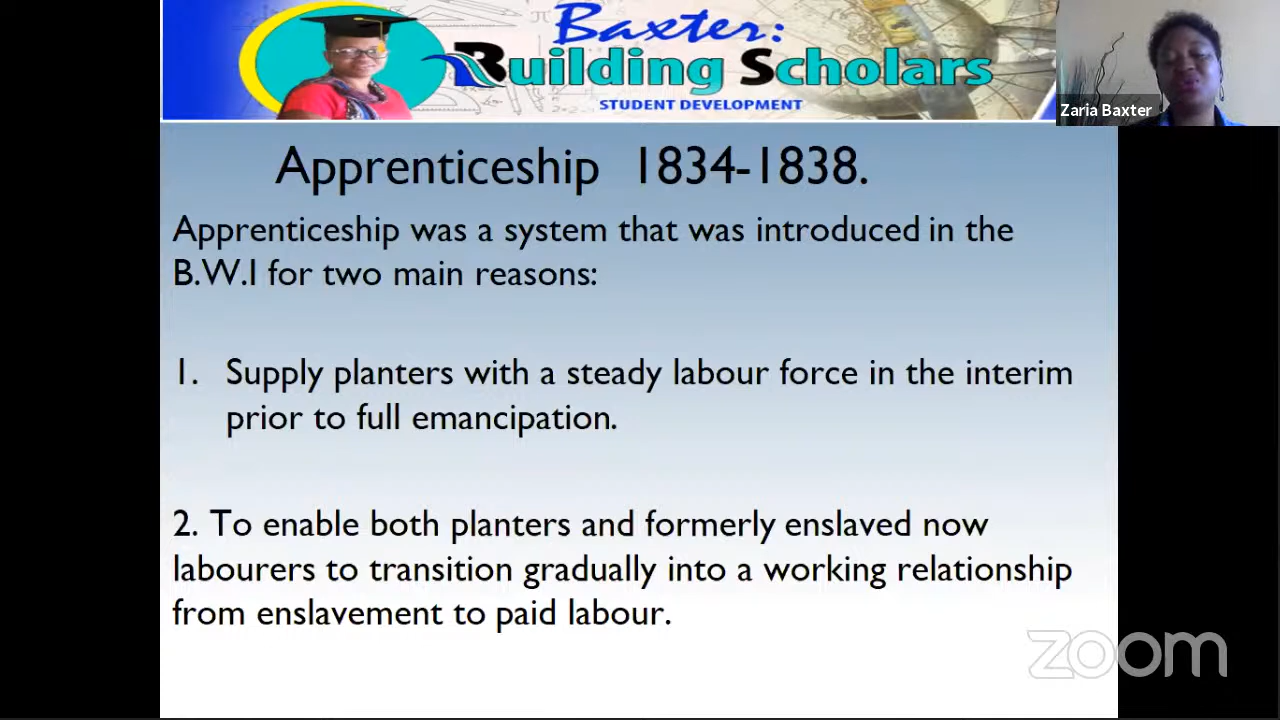 Baxter:
Building Scholars
STUDENT DEVELOPMENT
Zaria Baxter
Apprenticeship 1834-1838.
Apprenticeship was a system that was introduced in the
B.W.I for two main reasons:
1. Supply planters with a steady labour force in the interim
prior to full emancipation.
2. To enable both planters and formerly enslaved now
labourers to transition gradually into a working relationship
from enslavement to paid labour.
zoom